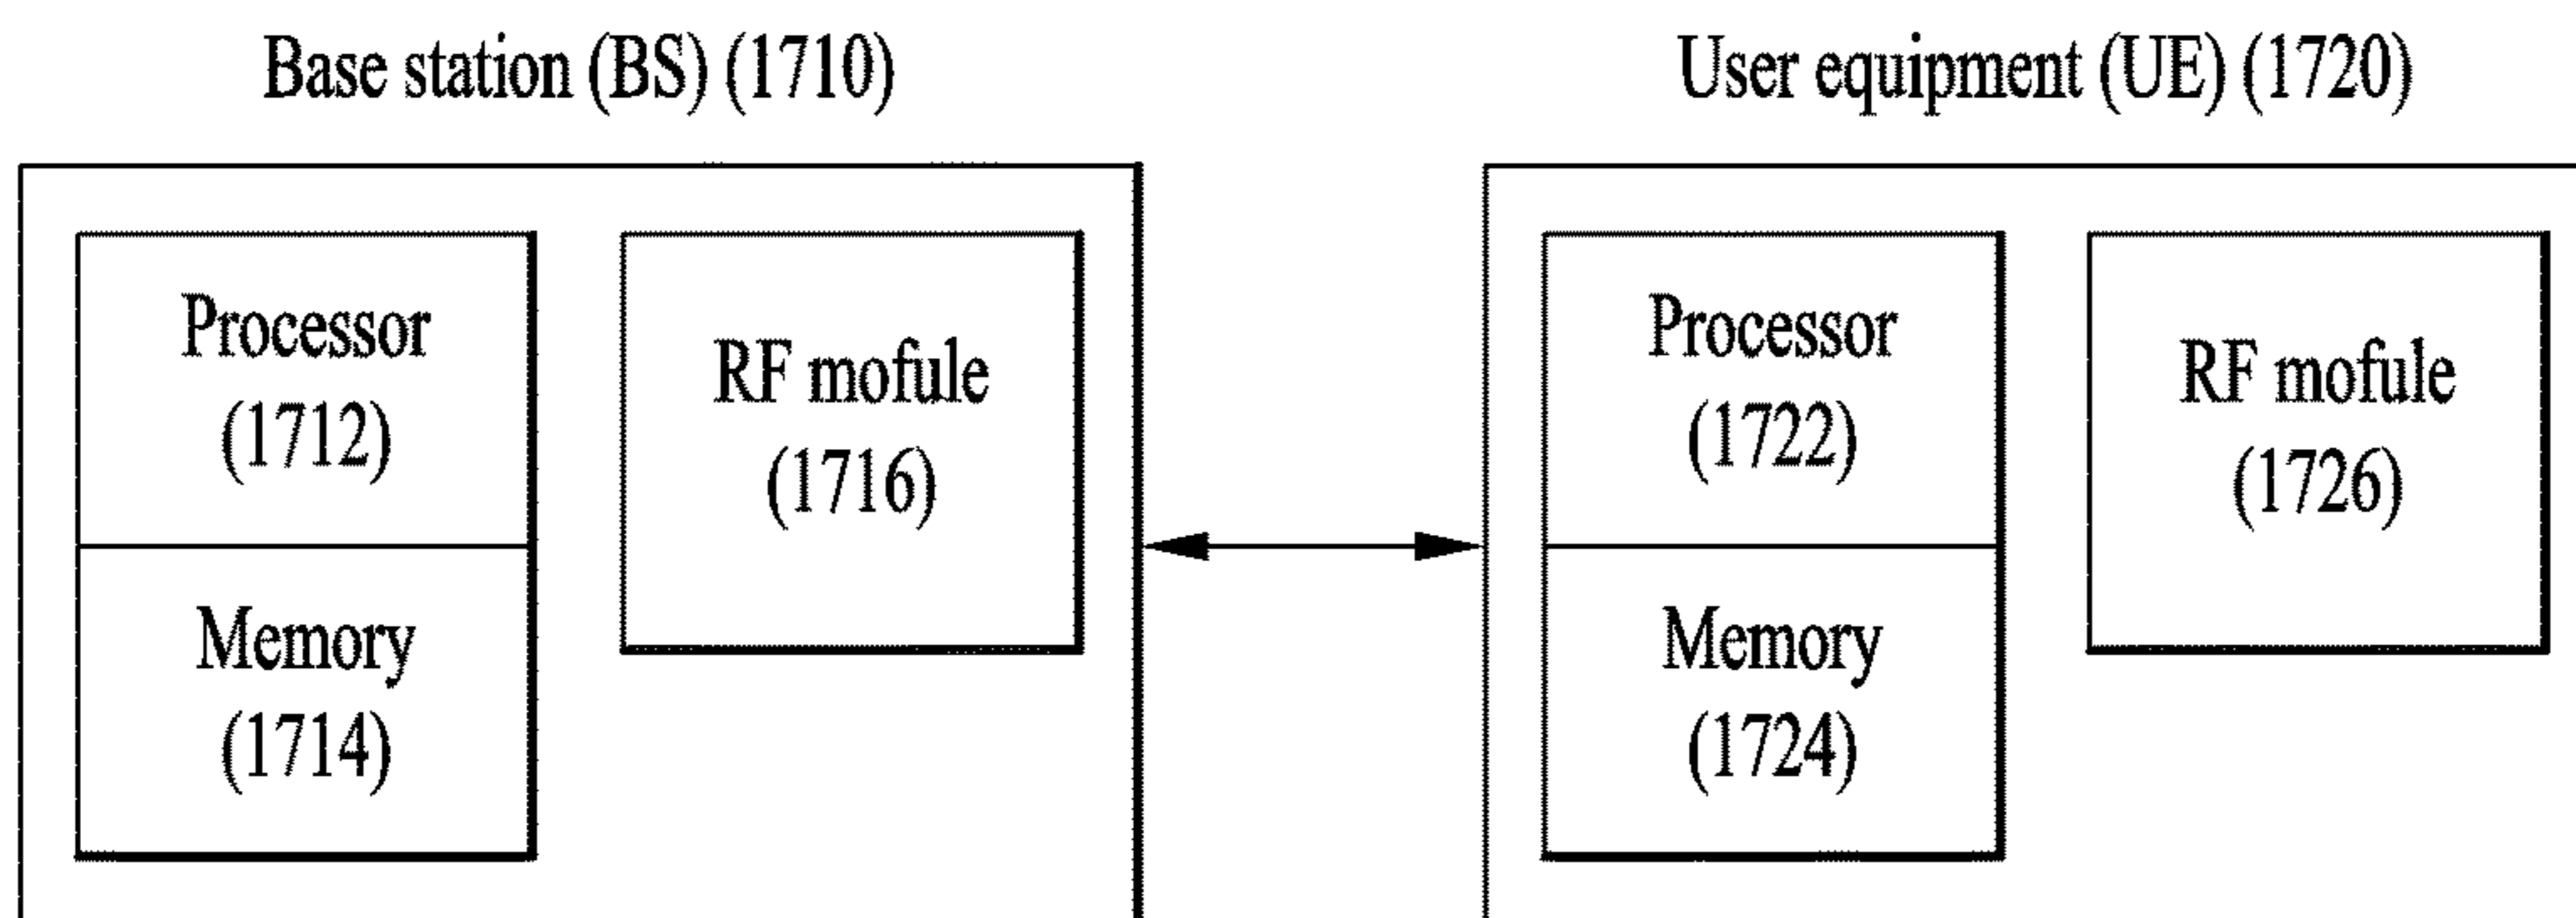 Base station (BS) (1710)
Processor
(1712)
Memory
(1714)
RF mofule
(1716)
User equipment (UE) (1720)
Processor
(1722)
Memory
(1724)
RF mofule
(1726)